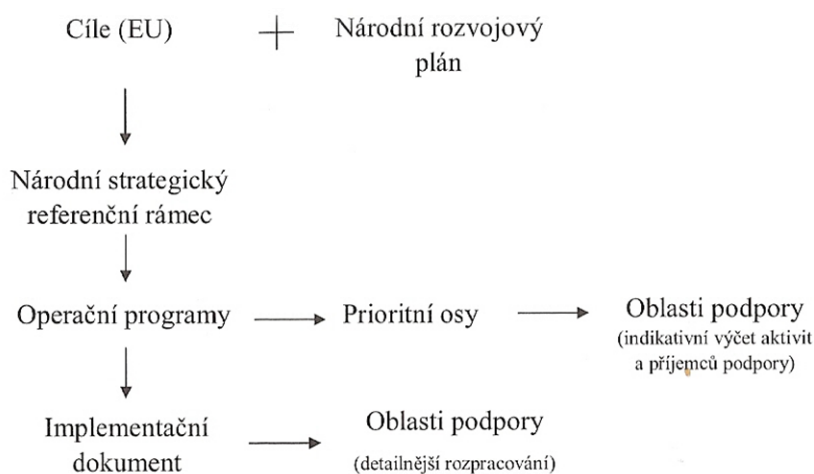 Cíle (EU) + Národní rozvojový
plán
Národní strategický
referenční rámec
Operační programy Prioritní osy Oblasti podpory
(indikativní výčet aktivit
a příjemců podpory)
Implementační
dokument
Oblasti podpory
(detailnější rozpracování)